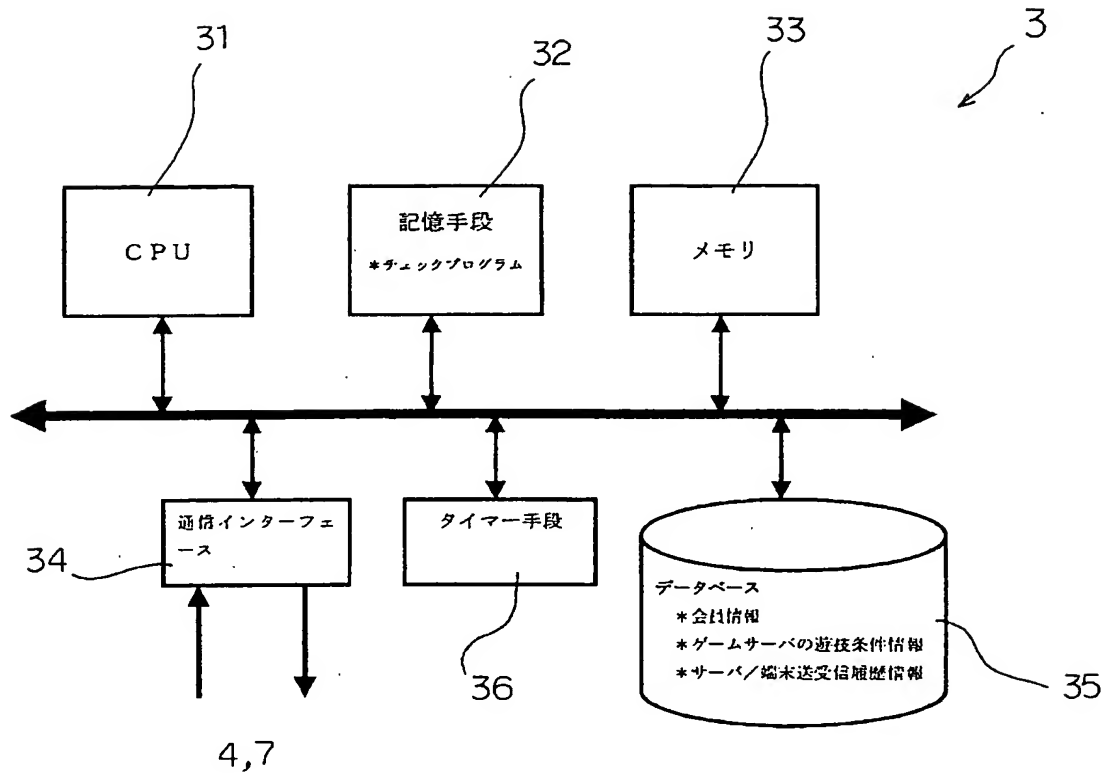 31
32
33
3
CPU
記憶手段
*チェックプログラム
メモリ
通信インターフェ
ース
タイマー手段
34
36
データベース
*会員情報
*ゲームサーバの遊技条件情報
*サーバ/端末送受信履歴情報
35
4,7